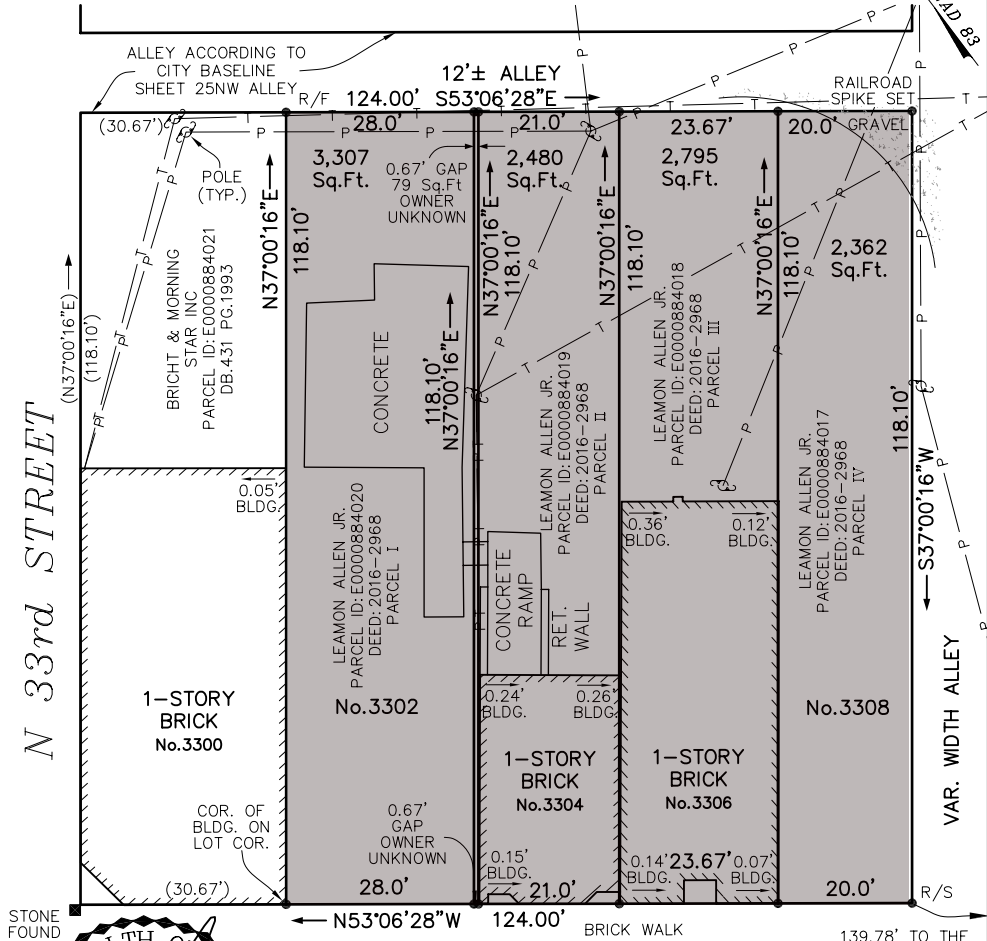 ALLEY ACCORDING TO
CITY BASELINE
SHEET 25NW ALLEY
12'± ALLEY
R/F
124.00'
S53°06'28"E
RAILROAD
SPIKE SET
GRAVEL
(30.67')
28.0'
21.0'
23.67'
20.0'
POLE
(TYP.)
3,307
Sq.Ft.
0.67' GAP
79 Sq.Ft
OWNER
UNKNOWN
2,480
Sq.Ft.
2,795
Sq.Ft.
2,362
Sq.Ft.
N 33rd STREET
(N37°00'16"E)
(118.10')
BRICHT & MORNING
STAR INC
PARCEL ID:E0000884021
DB.431 PG.1993
N37°00'16"E
118.10'
CONCRETE
118.10'
N37°00'16"E
N37°00'16"E
118.10'
N37°00'16"E
118.10'
N37°00'16"E
118.10'
118.10'
S37°00'16"W
VAR. WIDTH ALLEY
LEAMON ALLEN JR.
PARCEL ID:E0000884020
DEED:2016-2968
PARCEL I
LEAMON ALLEN JR.
PARCEL ID:E0000884019
DEED:2016-2968
PARCEL II
LEAMON ALLEN JR.
PARCEL ID:E0000884018
DEED:2016-2968
PARCEL III
LEAMON ALLEN JR.
PARCEL ID:E0000884017
DEED:2016-2968
PARCEL IV
0.05'
BLDG.
0.36'
BLDG.
0.12'
BLDG.
CONCRETE
RAMP
RET.
WALL
1-STORY
BRICK
No.3300
No.3302
0.24'
BLDG.
0.26'
BLDG.
1-STORY
BRICK
No.3304
1-STORY
BRICK
No.3306
No.3308
COR. OF
BLDG. ON
LOT COR.
0.67'
GAP
OWNER
UNKNOWN
0.15'
BLDG.
0.14'
BLDG.
23.67'
0.07'
BLDG.
(30.67')
28.0'
21.0'
20.0'
R/S
STONE
FOUND
N53°06'28"W
124.00'
BRICK WALK
139.78' TO THE